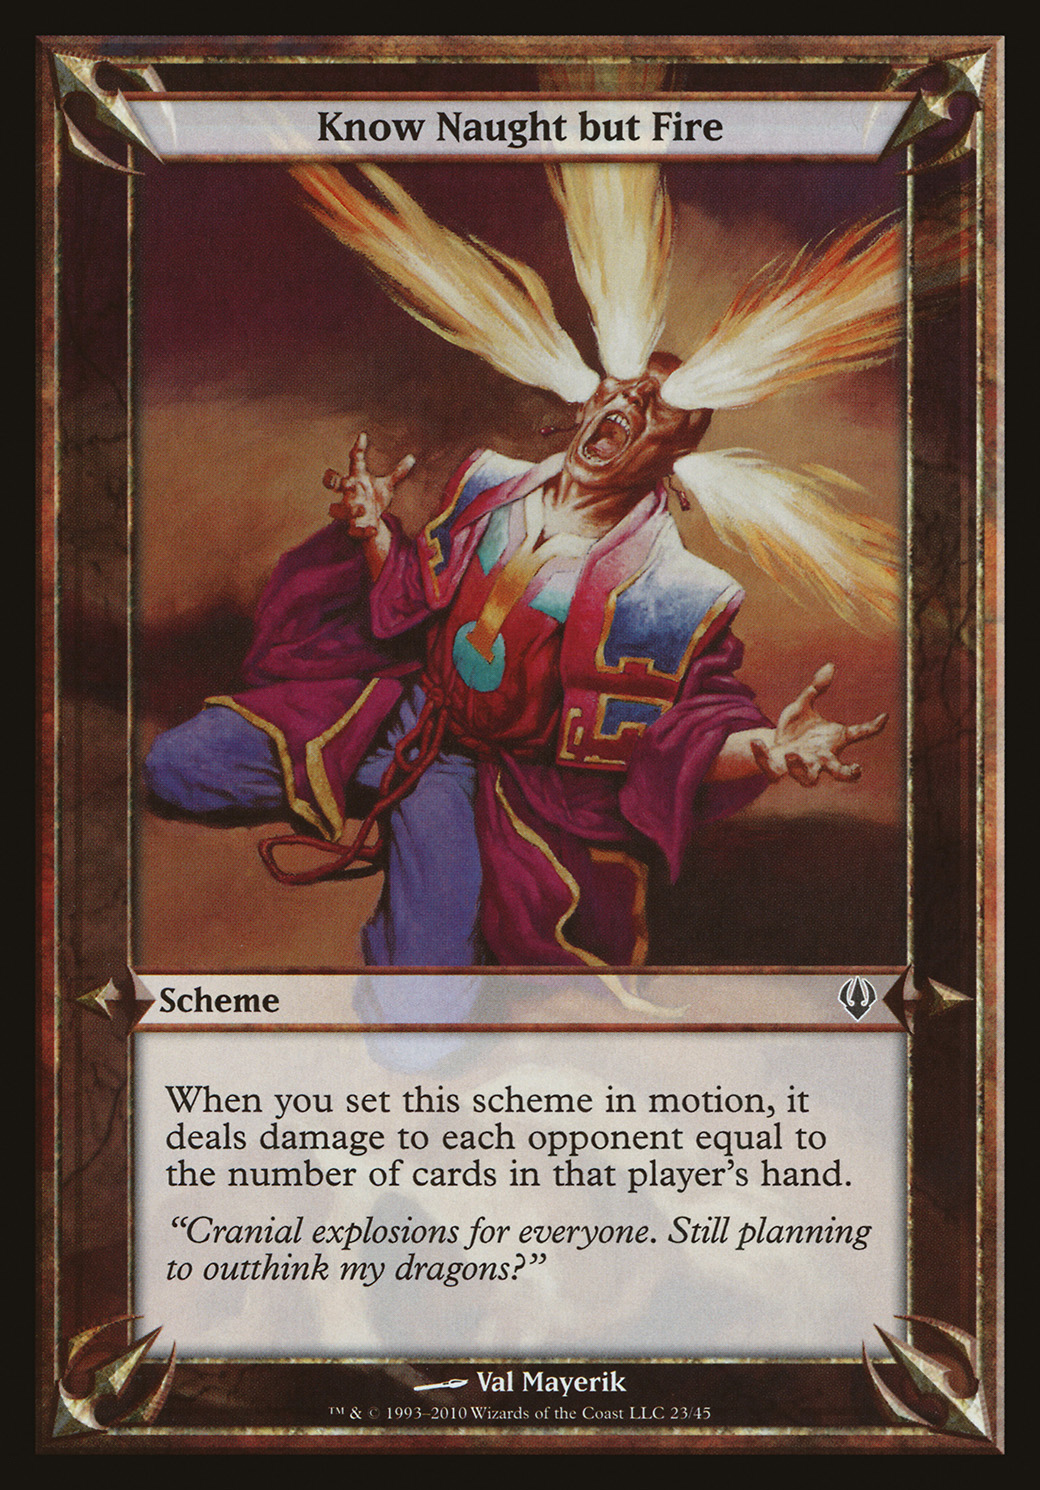 Know Naught but Fire
Scheme
When you set this scheme in motion, it
deals damage to each opponent equal to
the number of cards in that player's hand.
“Cranial explosions for everyone. Still planning
to outthink my dragons?”
Val Mayerik
™ & © 1993–2010 Wizards of the Coast LLC 23/45